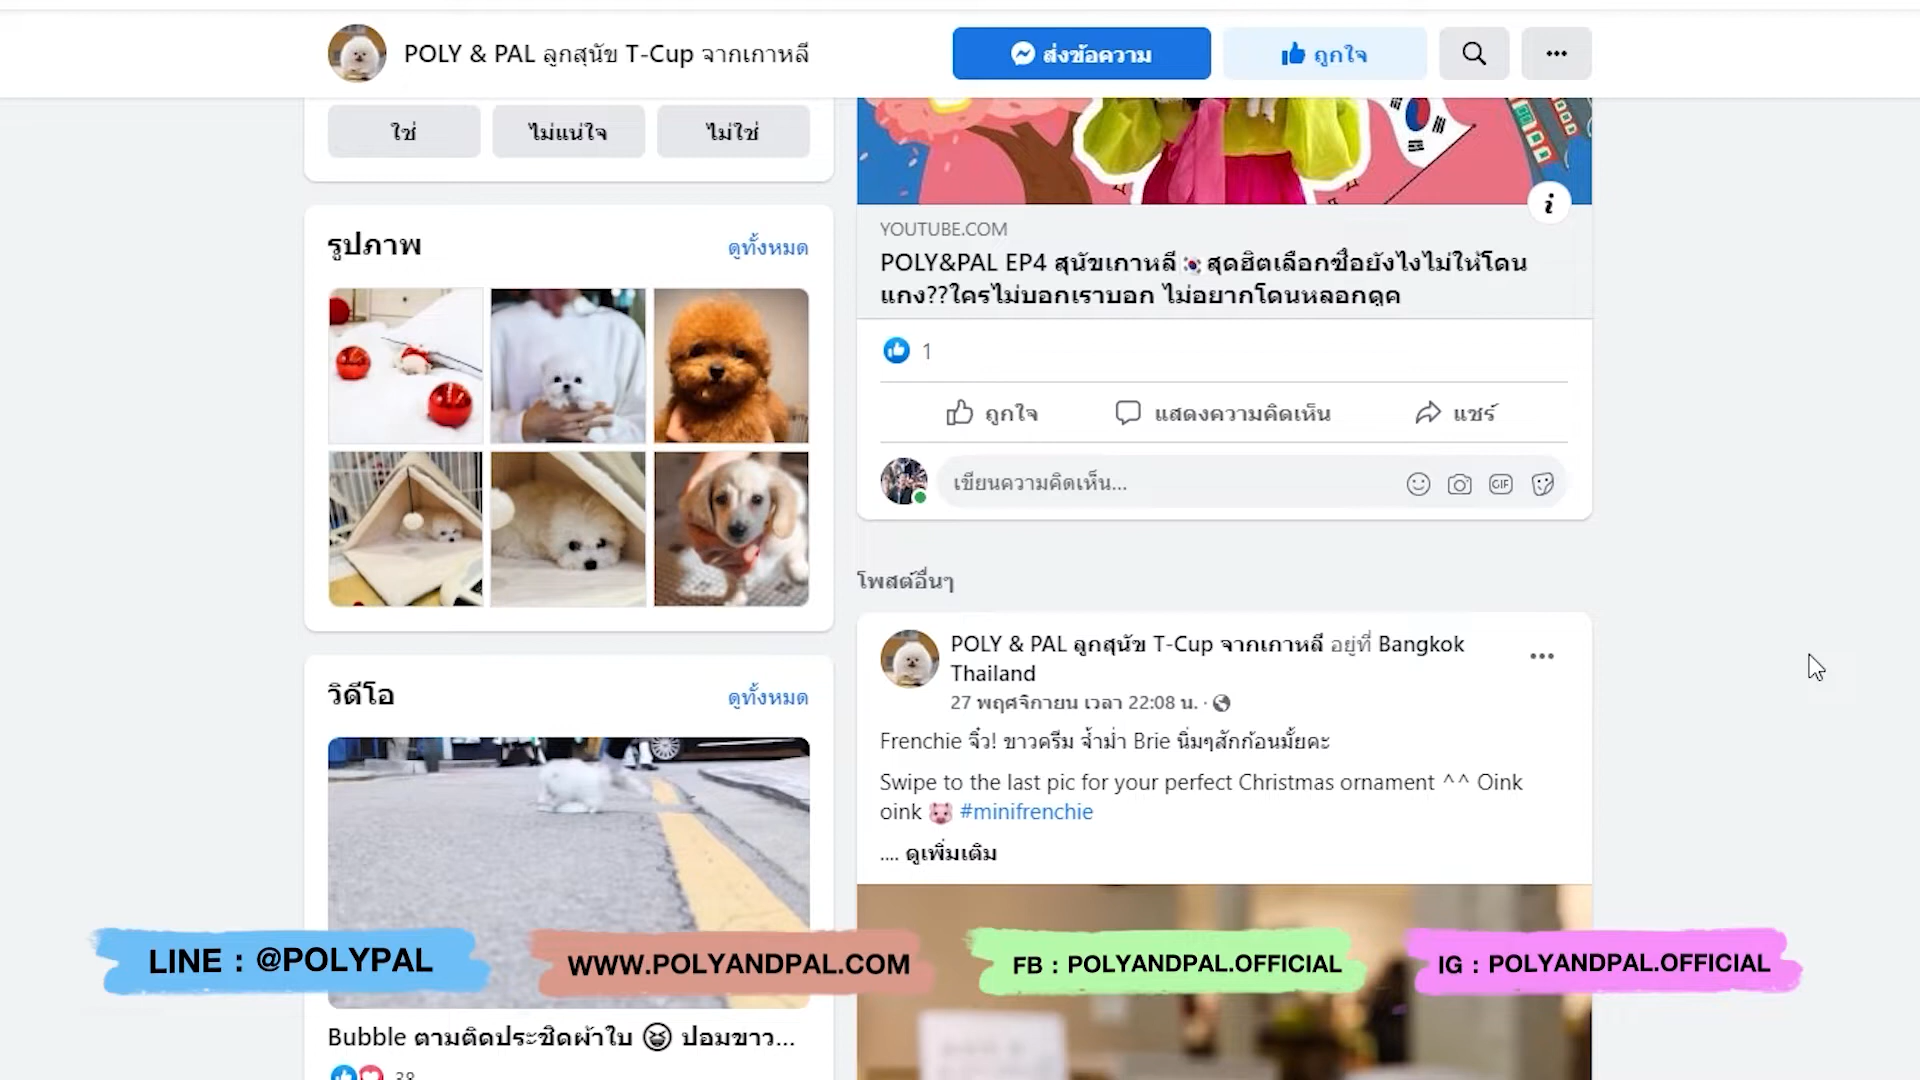 POLY & PAL ลูกสุนัข T-Cup จากเกาหลี
ส่งข้อความ
ถูกใจ
ใช่
ไม่แน่ใจ
ไม่ใช่
รูปภาพ
ดูทั้งหมด
วิดีโอ
ดูทั้งหมด
Bubble ตามติดประชิดผ้าใบ 😆 ปอมขาว...
38
YOUTUBE.COM
POLY&PAL EP4 สุนัขเกาหลี🇰🇷สุดฮิตเลือกซื้อยังไงไม่ให้โดน
แกง??ใครไม่บอกเราบอก ไม่อยากโดนหลอกดูค
1
ถูกใจ
แสดงความคิดเห็น
แชร์
เขียนความคิดเห็น...
GIF
โพสต์อื่นๆ
POLY & PAL ลูกสุนัข T-Cup จากเกาหลี อยู่ที่ Bangkok
Thailand
27 พฤศจิกายน เวลา 22:08 น. ·
Frenchie จิ๋ว! ขาวครีม จ้ำม่ำ Brie นิ่มๆสักก้อนมั้ยคะ
Swipe to the last pic for your perfect Christmas ornament ^^ Oink
oink 🐷 #minifrenchie
.... ดูเพิ่มเติม
LINE : @POLYPAL
WWW.POLYANDPAL.COM
FB : POLYANDPAL.OFFICIAL
IG : POLYANDPAL.OFFICIAL